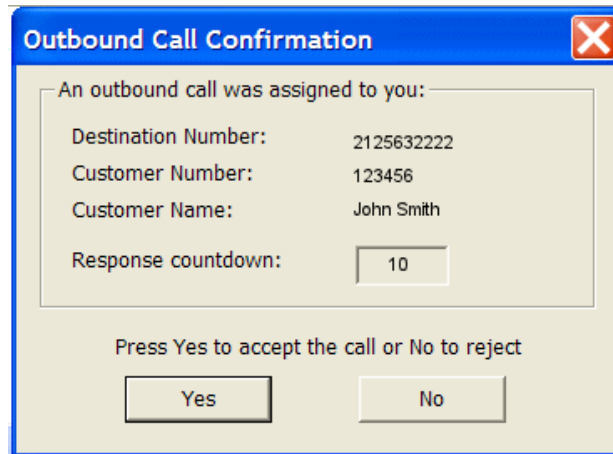 Outbound Call Confirmation
An outbound call was assigned to you:
Destination Number: 2125632222
Customer Number: 123456
Customer Name: John Smith
Response countdown: 10
Press Yes to accept the call or No to reject
Yes No